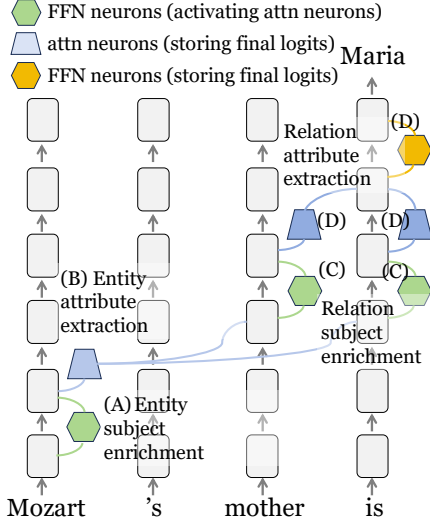 FFN neurons (activating attn neurons)
attn neurons (storing final logits)
FFN neurons (storing final logits)
Maria
(D)
Relation
attribute
extraction
(D)
(D)
(C)
(C)
(B) Entity
attribute
extraction
Relation
subject
enrichment
(A) Entity
subject
enrichment
Mozart
’s
mother
is